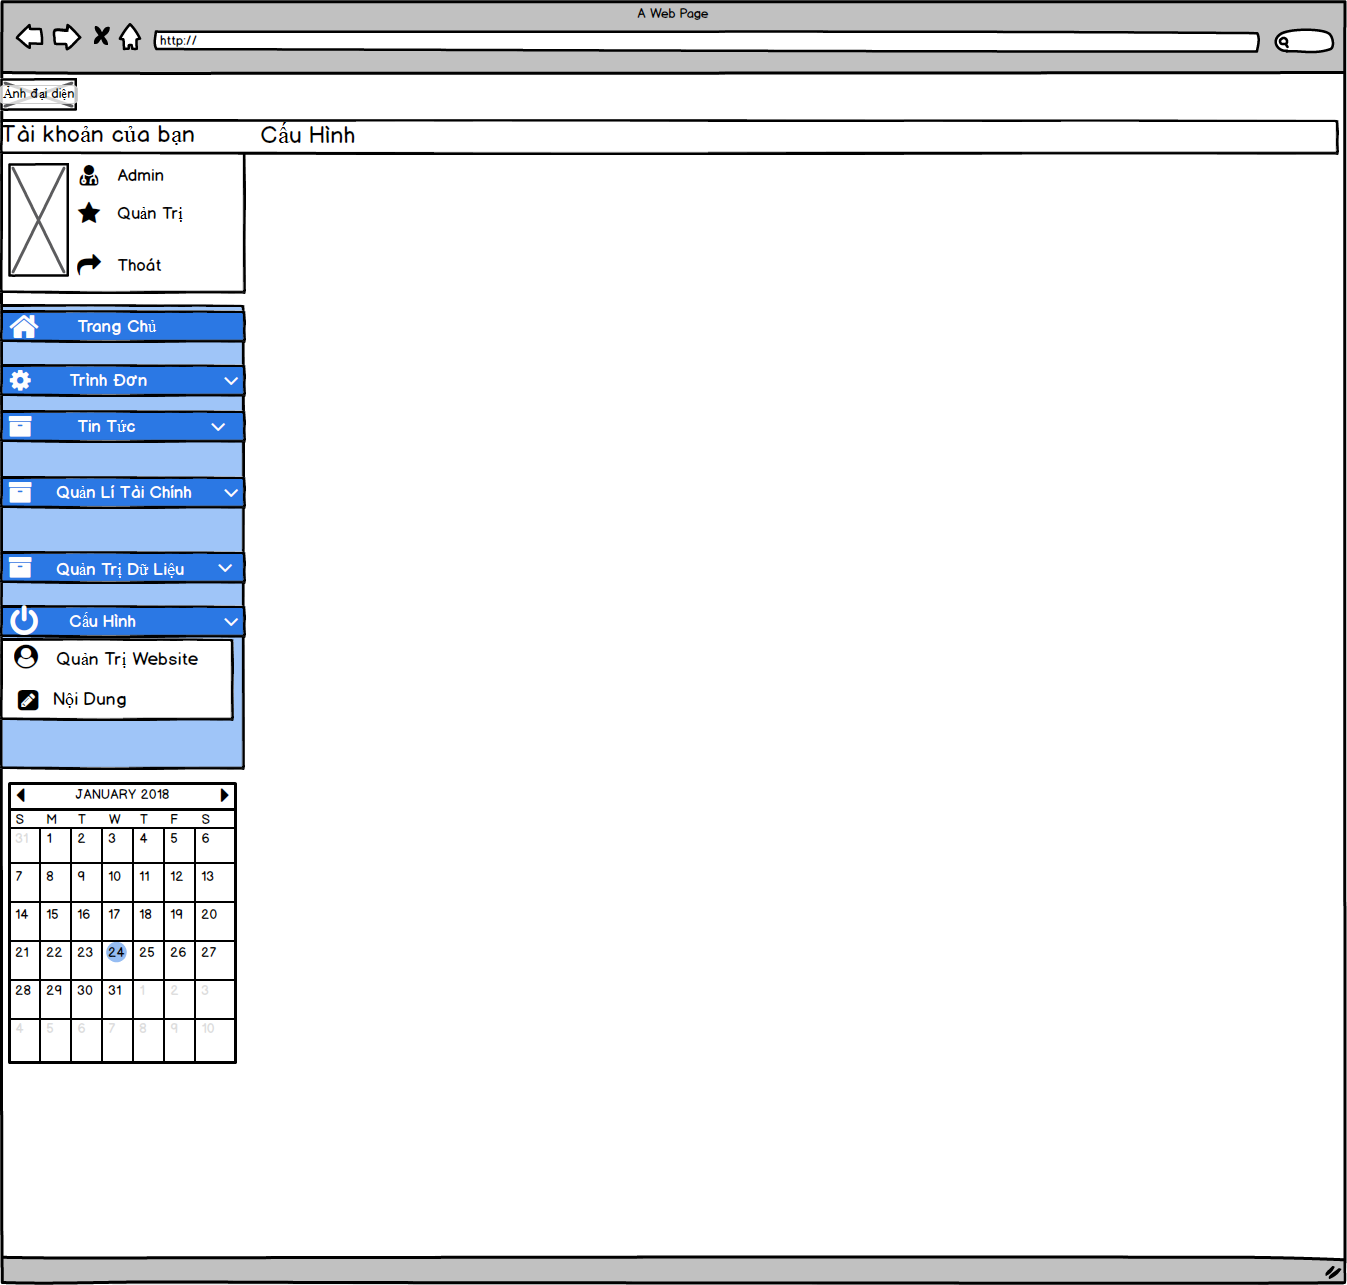 A Web Page
http://
Ảnh đại diện
Tài khoản của bạn
Cấu Hình
Admin
Quản Trị
Thoát
Trang Chủ
Trình Đơn
Tin Tức
Quản Lí Tài Chính
Quản Trị Dữ Liệu
Cấu Hình
Quản Trị Website
Nội Dung
JANUARY 2018
S M T W T F S
31 1 2 3 4 5 6
7 8 9 10 11 12 13
14 15 16 17 18 19 20
21 22 23 24 25 26 27
28 29 30 31 1 2 3
4 5 6 7 8 9 10